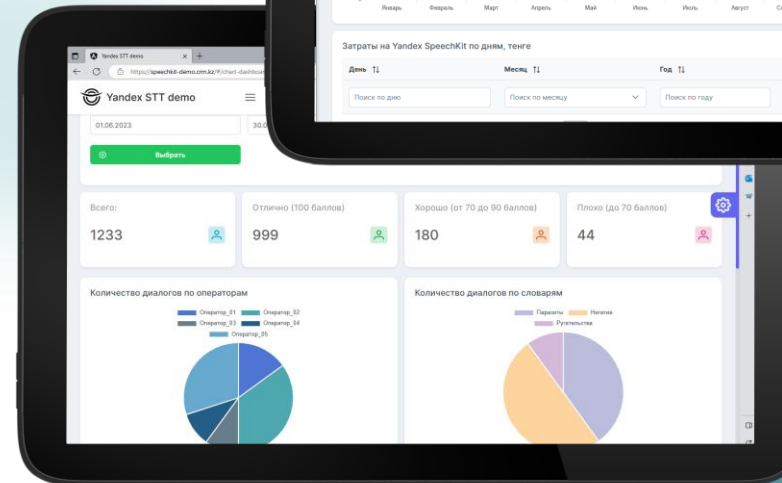 Январь Февраль Март Апрель Май Июнь Июль Август
Затраты на Yandex SpeechKit по дням, тенге
День Месяц Год
Поиск по дню Поиск по месяцу Поиск по году
Yandex STT demo
https://speechkit-demo.crm.kz/#/chart-dashboar
Yandex STT demo
01.06.2023 30.0
Выбрать
Всего: Отлично (100 баллов) Хорошо (от 70 до 90 баллов) Плохо (до 70 баллов)
1233 999 180 44
Количество диалогов по операторам Количество диалогов по словарям
Оператор_01 Оператор_02 Паразиты Негатив
Оператор_03 Оператор_04 Ругательства
Оператор_05